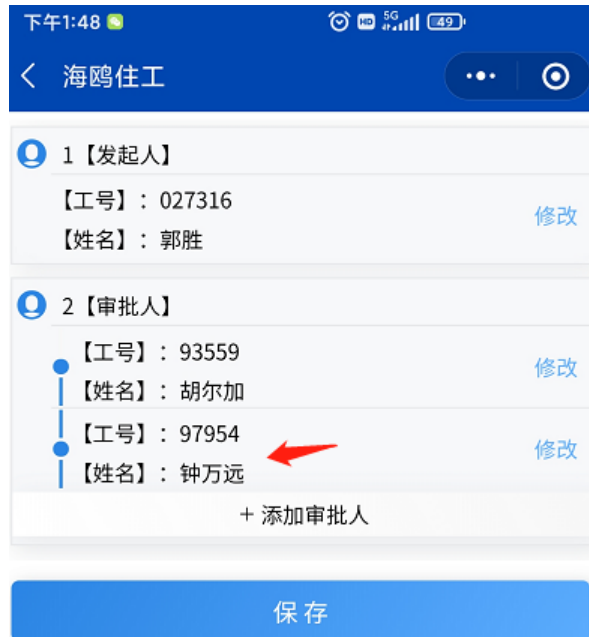 下午1:48 HD 5G 49
海鸥住工
1【发起人】
【工号】：027316
修改
【姓名】：郭胜
2【审批人】
【工号】：93559
修改
【姓名】：胡尔加
【工号】：97954
修改
【姓名】：钟万远
+ 添加审批人
保存